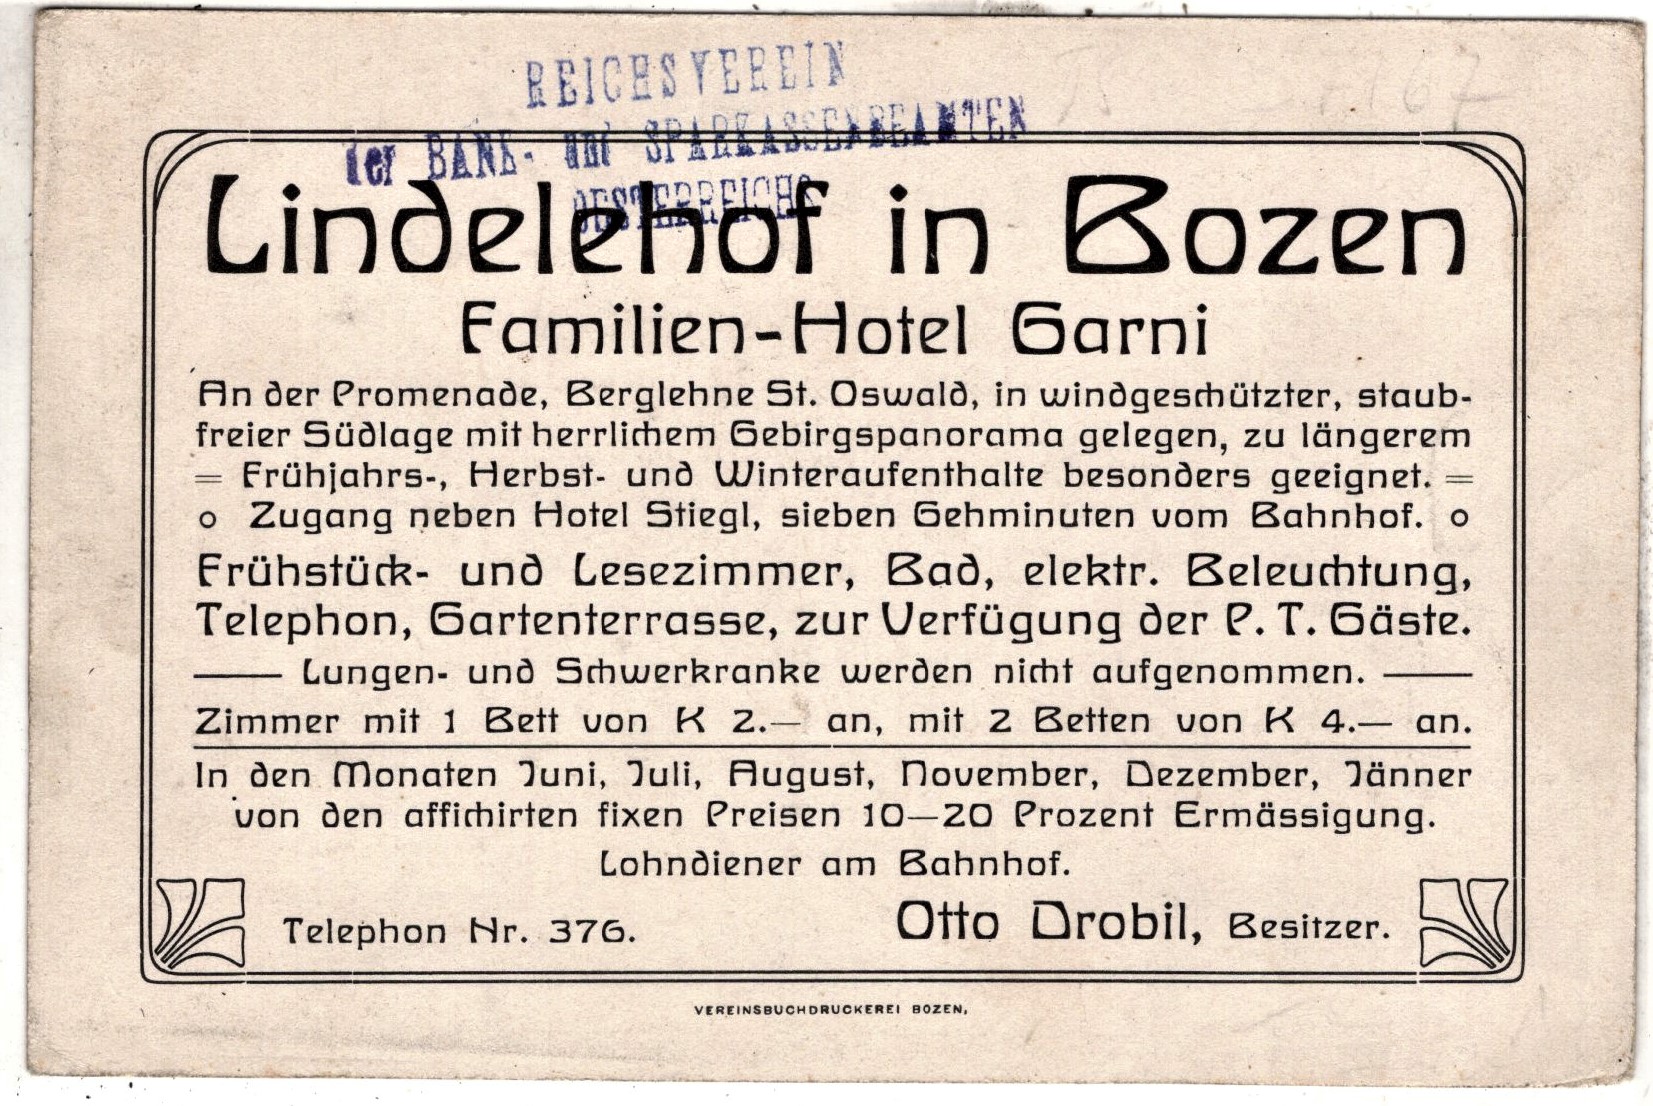 REICHSVEREIN
der BANK- und SPARKASSENBEAMTEN
OESTERREICHS
Lindelehof in Bozen
Familien-Hotel Garni
An der Promenade, Berglehne St. Oswald, in windgeschützter, staub-
freier Südlage mit herrlichem Gebirgspanorama gelegen, zu längerem
= Frühjahrs-, Herbst- und Winteraufenthalte besonders geeignet. =
o Zugang neben Hotel Stiegl, sieben Gehminuten vom Bahnhof. o
Frühstück- und Lesezimmer, Bad, elektr. Beleuchtung,
Telephon, Gartenterrasse, zur Verfügung der P. T. Gäste.
—— Lungen- und Schwerkranke werden nicht aufgenommen. ——
Zimmer mit 1 Bett von K 2.— an, mit 2 Betten von K 4.— an.
In den Monaten Juni, Juli, August, November, Dezember, Jänner
von den affichirten fixen Preisen 10—20 Prozent Ermässigung.
Lohndiener am Bahnhof.
Telephon Nr. 376.
Otto Drobil, Besitzer.
VEREINSBUCHDRUCKEREI BOZEN,